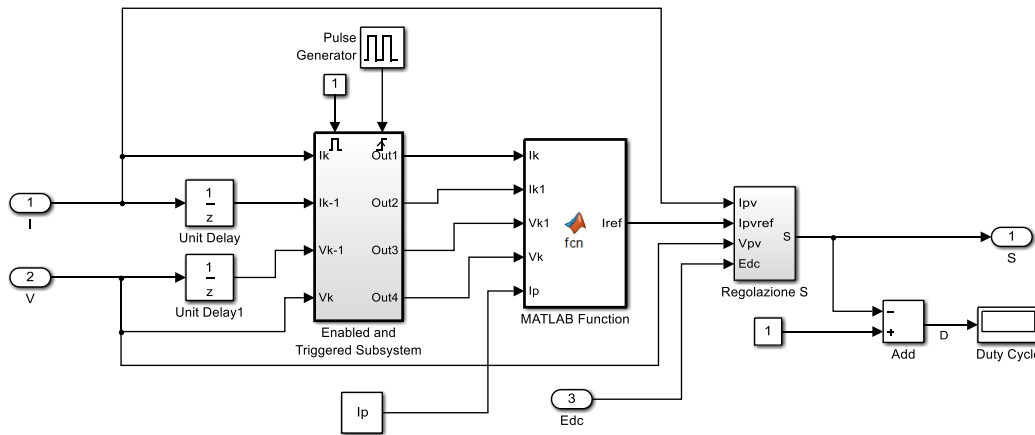 Pulse
Generator
1
Ik
Out1
Ik
1
I
1
z
Unit Delay
Ik-1
Out2
Ik1
Iref
fcn
Ipv
Ipvref
Vpv
Edc
S
Regolazione S
1
S
2
V
1
z
Unit Delay1
Vk-1
Out3
Vk1
Vk
Out4
Vk
Ip
MATLAB Function
Enabled and
Triggered Subsystem
1
−
+
Add
D
Duty Cycle
Ip
3
Edc